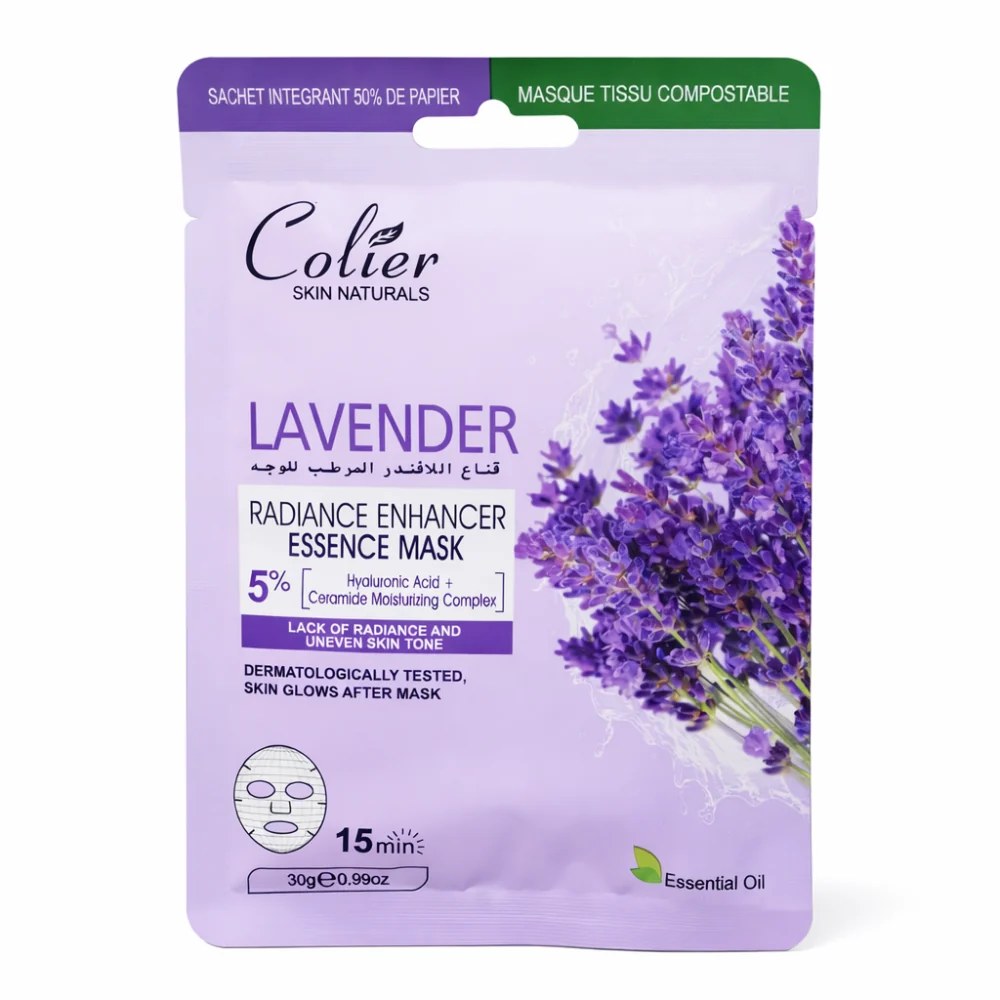 SACHET INTEGRANT 50% DE PAPIER
MASQUE TISSU COMPOSTABLE
Colier
SKIN NATURALS
LAVENDER
قناع اللافندر المرطب للوجه
RADIANCE ENHANCER
ESSENCE MASK
5%
Hyaluronic Acid +
Ceramide Moisturizing Complex
LACK OF RADIANCE AND
UNEVEN SKIN TONE
DERMATOLOGICALLY TESTED,
SKIN GLOWS AFTER MASK
15min
30g℮0.99oz
Essential Oil